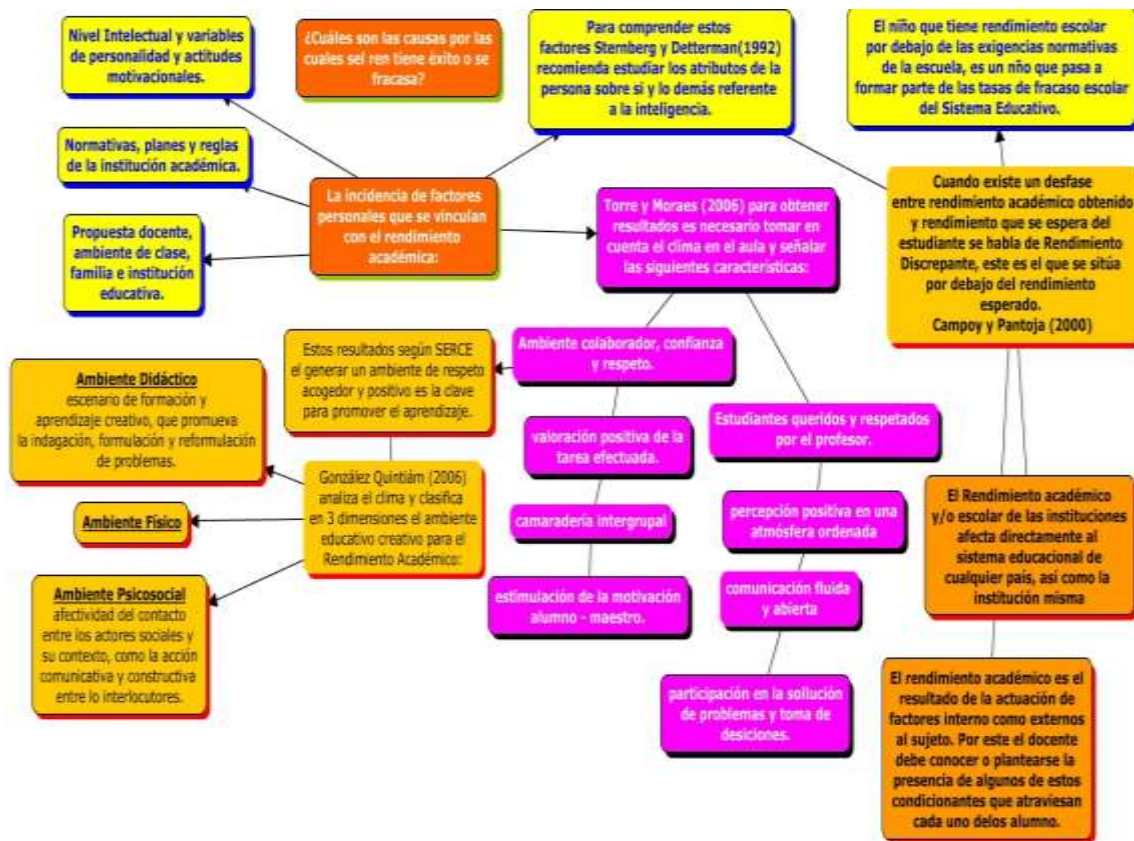 Nivel Intelectual y variables
de personalidad y actitudes
motivacionales.
¿Cuáles son las causas por las
cuales sel ren tiene éxito o se
fracasa?
Para comprender estos
factores Sternberg y Detterman(1992)
recomienda estudiar los atributos de la
persona sobre si y lo demás referente
a la inteligencia.
El niño que tiene rendimiento escolar
por debajo de las exigencias normativas
de la escuela, es un nño que pasa a
formar parte de las tasas de fracaso escolar
del Sistema Educativo.
Normativas, planes y reglas
de la institución académica.
La incidencia de factores
personales que se vinculan
con el rendimiento
académica:
Propuesta docente,
ambiente de clase,
familia e institución
educativa.
Torre y Moraes (2006) para obtener
resultados es necesario tomar en
cuenta el clima en el aula y señalar
las siguientes características:
Cuando existe un desfase
entre rendimiento académico obtenido
y rendimiento que se espera del
estudiante se habla de Rendimiento
Discrepante, este es el que se sitúa
por debajo del rendimiento
esperado.
Campoy y Pantoja (2000)
Estos resultados según SERCE
el generar un ambiente de respeto
acogedor y positivo es la clave
para promover el aprendizaje.
Ambiente colaborador, confianza
y respeto.
Ambiente Didáctico
escenario de formación y
aprendizaje creativo, que promueva
la indagación, formulación y reformulación
de problemas.
Estudiantes queridos y respetados
por el profesor.
valoración positiva de la
tarea efectuada.
González Quintiám (2006)
analiza el clima y clasifica
en 3 dimensiones el ambiente
educativo creativo para el
Rendimiento Académico:
Ambiente Físico
camaradería intergrupal
percepción positiva en una
atmósfera ordenada
El Rendimiento académico
y/o escolar de las instituciones
afecta directamente al
sistema educacional de
cualquier país, así como la
institución misma
Ambiente Psicosocial
afectividad del contacto
entre los actores sociales y
su contexto, como la acción
comunicativa y constructiva
entre lo interlocutores.
estimulación de la motivación
alumno - maestro.
comunicación fluida
y abierta
participación en la sollución
de problemas y toma de
desiciones.
El rendimiento académico es el
resultado de la actuación de
factores interno como externos
al sujeto. Por este el docente
debe conocer o plantearse la
presencia de algunos de estos
condicionantes que atraviesan
cada uno delos alumno.